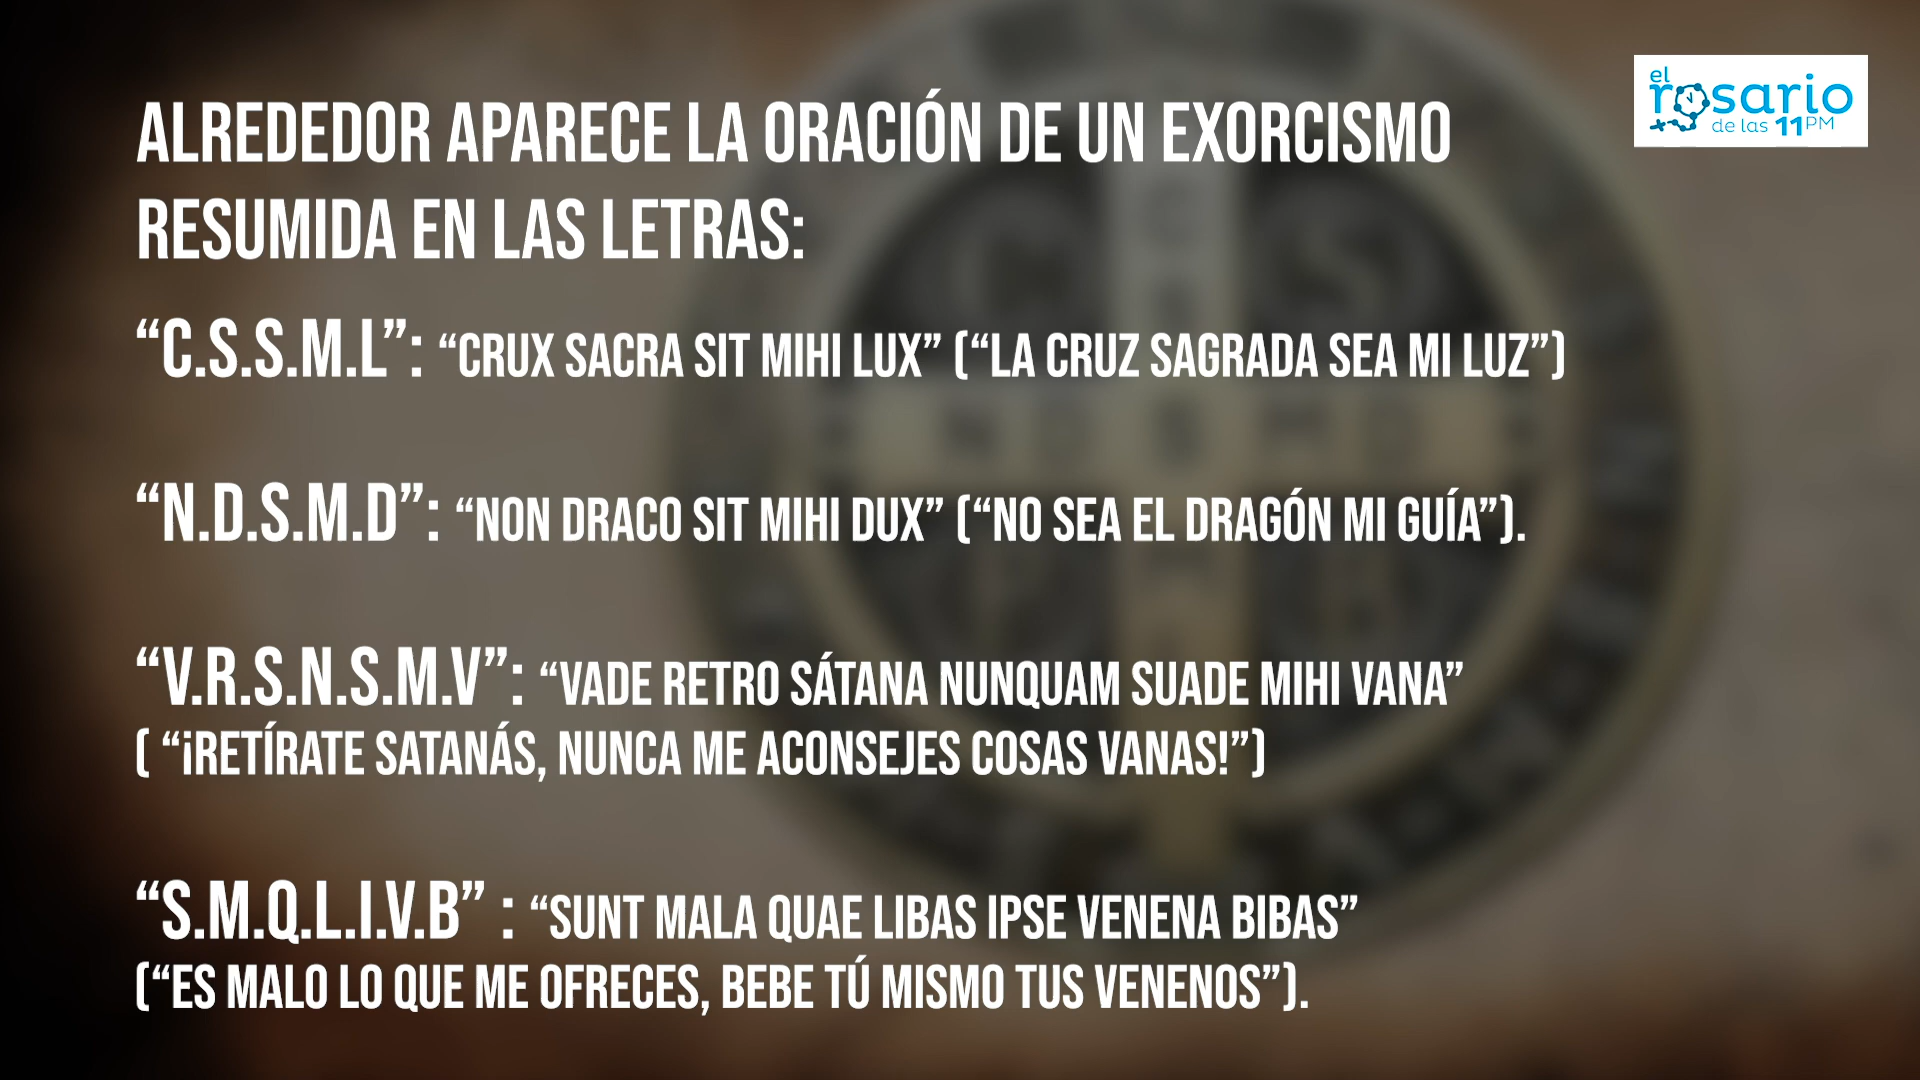 el
rosario
de las 11PM
ALREDEDOR APARECE LA ORACIÓN DE UN EXORCISMO
RESUMIDA EN LAS LETRAS:
“C.S.S.M.L”: “CRUX SACRA SIT MIHI LUX” (“LA CRUZ SAGRADA SEA MI LUZ”)
“N.D.S.M.D”: “NON DRACO SIT MIHI DUX” (“NO SEA EL DRAGÓN MI GUÍA”).
“V.R.S.N.S.M.V”: “VADE RETRO SÁTANA NUNQUAM SUADE MIHI VANA”
( “¡RETÍRATE SATANÁS, NUNCA ME ACONSEJES COSAS VANAS!”)
“S.M.Q.L.I.V.B” : “SUNT MALA QUAE LIBAS IPSE VENENA BIBAS”
(“ES MALO LO QUE ME OFRECES, BEBE TÚ MISMO TUS VENENOS”).